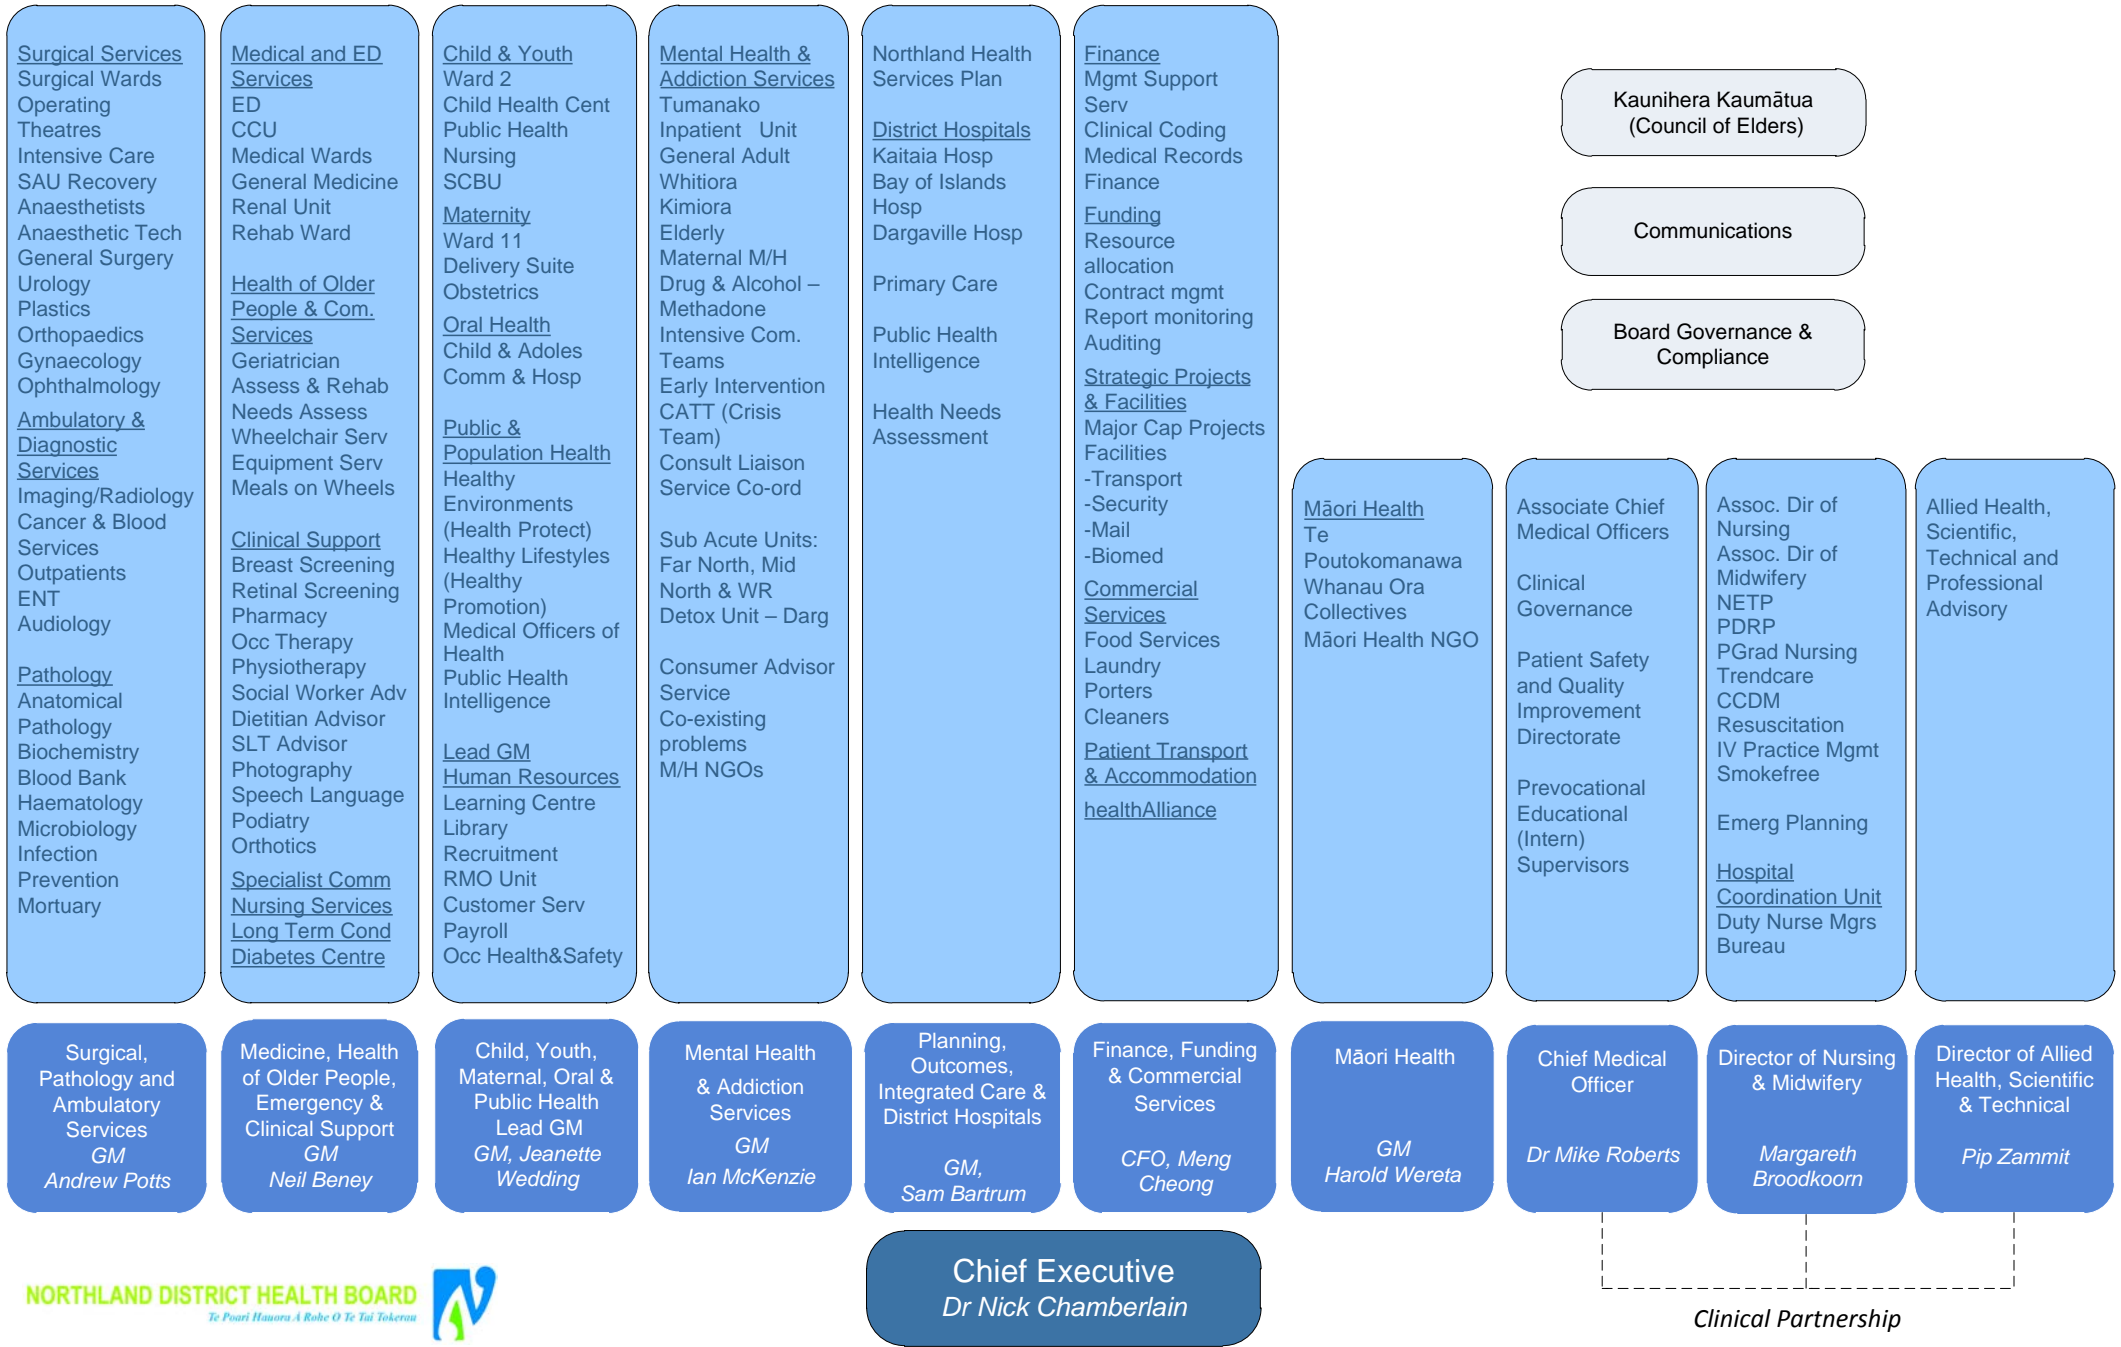 Surgical Services
Surgical Wards
Operating
Theatres
Intensive Care
SAU Recovery
Anaesthetists
Anaesthetic Tech
General Surgery
Urology
Plastics
Orthopaedics
Gynaecology
Ophthalmology
Ambulatory &
Diagnostic
Services
Imaging/Radiology
Cancer & Blood
Services
Outpatients
ENT
Audiology
Pathology
Anatomical
Pathology
Biochemistry
Blood Bank
Haematology
Microbiology
Infection
Prevention
Mortuary
Medical and ED
Services
ED
CCU
Medical Wards
General Medicine
Renal Unit
Rehab Ward
Health of Older
People & Com.
Services
Geriatrician
Assess & Rehab
Needs Assess
Wheelchair Serv
Equipment Serv
Meals on Wheels
Clinical Support
Breast Screening
Retinal Screening
Pharmacy
Occ Therapy
Physiotherapy
Social Worker Adv
Dietitian Advisor
SLT Advisor
Photography
Speech Language
Podiatry
Orthotics
Specialist Comm
Nursing Services
Long Term Cond
Diabetes Centre
Child & Youth
Ward 2
Child Health Cent
Public Health
Nursing
SCBU
Maternity
Ward 11
Delivery Suite
Obstetrics
Oral Health
Child & Adoles
Comm & Hosp
Public &
Population Health
Healthy
Environments
(Health Protect)
Healthy Lifestyles
(Healthy
Promotion)
Medical Officers of
Health
Public Health
Intelligence
Lead GM
Human Resources
Learning Centre
Library
Recruitment
RMO Unit
Customer Serv
Payroll
Occ Health&Safety
Mental Health &
Addiction Services
Tumanako
Inpatient Unit
General Adult
Whitiora
Kimiora
Elderly
Maternal M/H
Drug & Alcohol –
Methadone
Intensive Com.
Teams
Early Intervention
CATT (Crisis
Team)
Consult Liaison
Service Co-ord
Sub Acute Units:
Far North, Mid
North & WR
Detox Unit – Darg
Consumer Advisor
Service
Co-existing
problems
M/H NGOs
Northland Health
Services Plan
District Hospitals
Kaitaia Hosp
Bay of Islands
Hosp
Dargaville Hosp
Primary Care
Public Health
Intelligence
Health Needs
Assessment
Finance
Mgmt Support
Serv
Clinical Coding
Medical Records
Finance
Funding
Resource
allocation
Contract mgmt
Report monitoring
Auditing
Strategic Projects
& Facilities
Major Cap Projects
Facilities
-Transport
-Security
-Mail
-Biomed
Commercial
Services
Food Services
Laundry
Porters
Cleaners
Patient Transport
& Accommodation
healthAlliance
Kaunihera Kaumātua
(Council of Elders)
Communications
Board Governance &
Compliance
Māori Health
Te
Poutokomanawa
Whanau Ora
Collectives
Māori Health NGO
Associate Chief
Medical Officers
Clinical
Governance
Patient Safety
and Quality
Improvement
Directorate
Prevocational
Educational
(Intern)
Supervisors
Assoc. Dir of
Nursing
Assoc. Dir of
Midwifery
NETP
PDRP
PGrad Nursing
Trendcare
CCDM
Resuscitation
IV Practice Mgmt
Smokefree
Emerg Planning
Hospital
Coordination Unit
Duty Nurse Mgrs
Bureau
Allied Health,
Scientific,
Technical and
Professional
Advisory
Surgical,
Pathology and
Ambulatory
Services
GM
Andrew Potts
Medicine, Health
of Older People,
Emergency &
Clinical Support
GM
Neil Beney
Child, Youth,
Maternal, Oral &
Public Health
Lead GM
GM, Jeanette
Wedding
Mental Health
& Addiction
Services
GM
Ian McKenzie
Planning,
Outcomes,
Integrated Care &
District Hospitals
GM,
Sam Bartrum
Finance, Funding
& Commercial
Services
CFO, Meng
Cheong
Māori Health
GM
Harold Wereta
Chief Medical
Officer
Dr Mike Roberts
Director of Nursing
& Midwifery
Margareth
Broodkoorn
Director of Allied
Health, Scientific
& Technical
Pip Zammit
Chief Executive
Dr Nick Chamberlain
Clinical Partnership
NORTHLAND DISTRICT HEALTH BOARD
Te Poari Hauora Á Rohe O Te Tai Tokerau